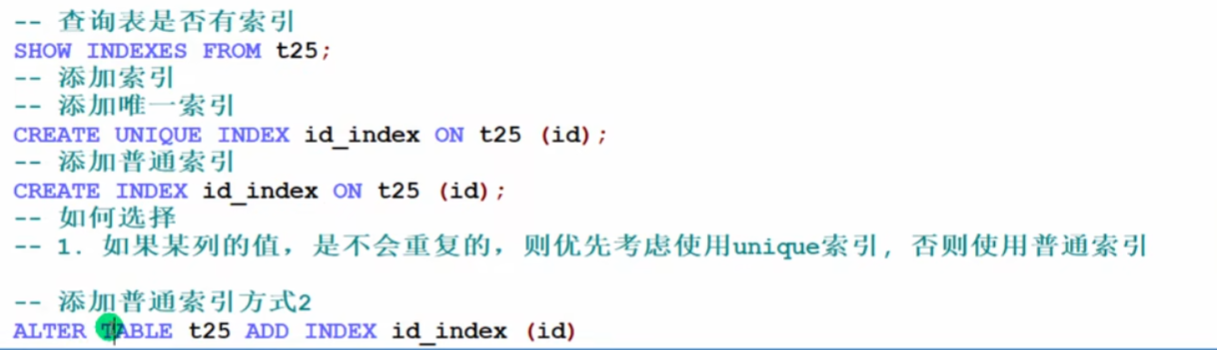 -- 查询表是否有索引
SHOW INDEXES FROM t25;
-- 添加索引
-- 添加唯一索引
CREATE UNIQUE INDEX id_index ON t25 (id);
-- 添加普通索引
CREATE INDEX id_index ON t25 (id);
-- 如何选择
-- 1. 如果某列的值，是不会重复的，则优先考虑使用unique索引, 否则使用普通索引
-- 添加普通索引方式2
ALTER TABLE t25 ADD INDEX id_index (id)